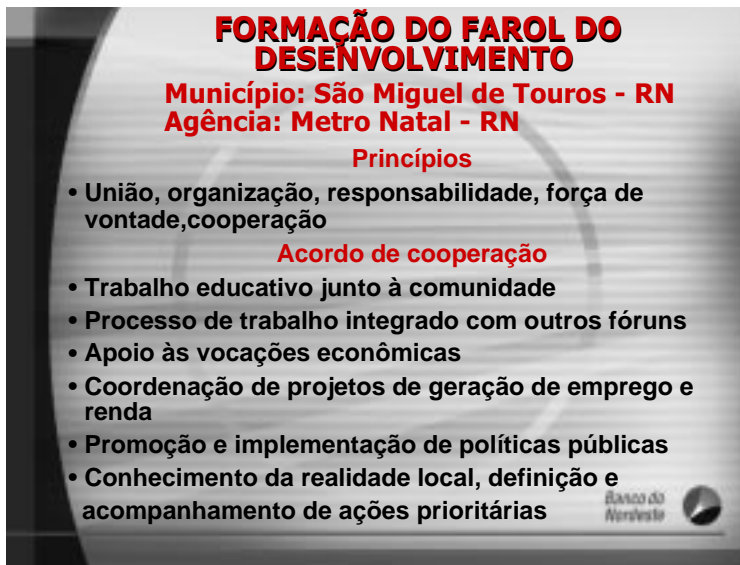 FORMAÇÃO DO FAROL DO
DESENVOLVIMENTO
Município: São Miguel de Touros - RN
Agência: Metro Natal - RN
Princípios
• União, organização, responsabilidade, força de
vontade,cooperação
Acordo de cooperação
• Trabalho educativo junto à comunidade
• Processo de trabalho integrado com outros fóruns
• Apoio às vocações econômicas
• Coordenação de projetos de geração de emprego e
renda
• Promoção e implementação de políticas públicas
• Conhecimento da realidade local, definição e
acompanhamento de ações prioritárias
Banco do
Nordeste